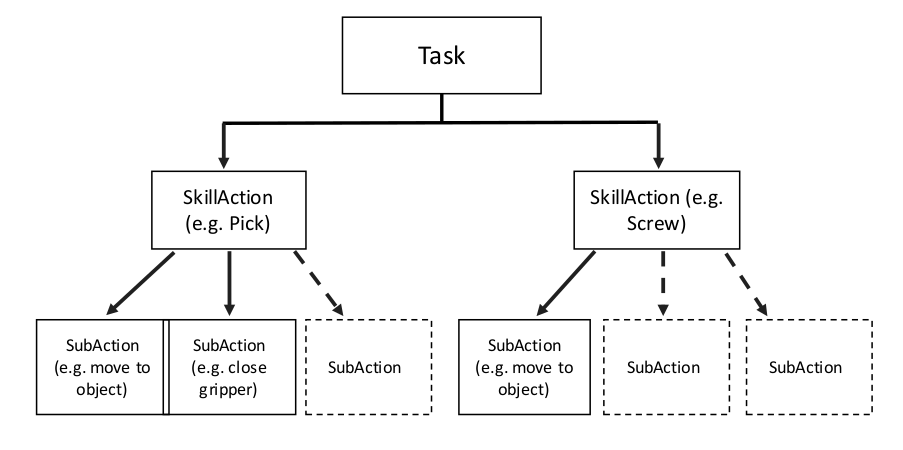 Task
SkillAction
(e.g. Pick)
SkillAction (e.g.
Screw)
SubAction
(e.g. move to
object)
SubAction
(e.g. close
gripper)
SubAction
SubAction
(e.g. move to
object)
SubAction
SubAction